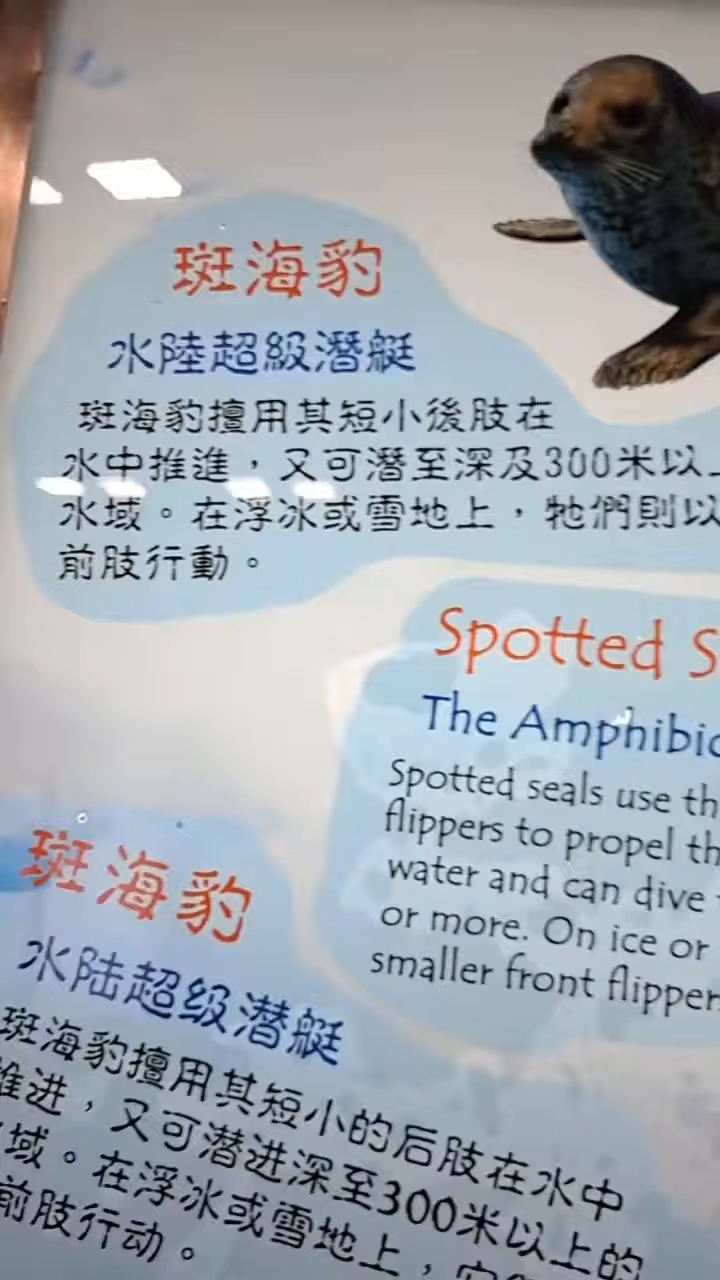 斑海豹
水陸超級潛艇
斑海豹擅用其短小後肢在
水中推進，又可潛至深及300米以上
水域。在浮冰或雪地上，牠們則以
前肢行動。
Spotted S
The Amphibio
Spotted seals use th
flippers to propel th
water and can dive
or more. On ice or
smaller front flipper
斑海豹
水陆超级潜艇
斑海豹擅用其短小的后肢在水中
推进，又可潜进深至300米以上的
域。在浮冰或雪地上，
前肢行动。